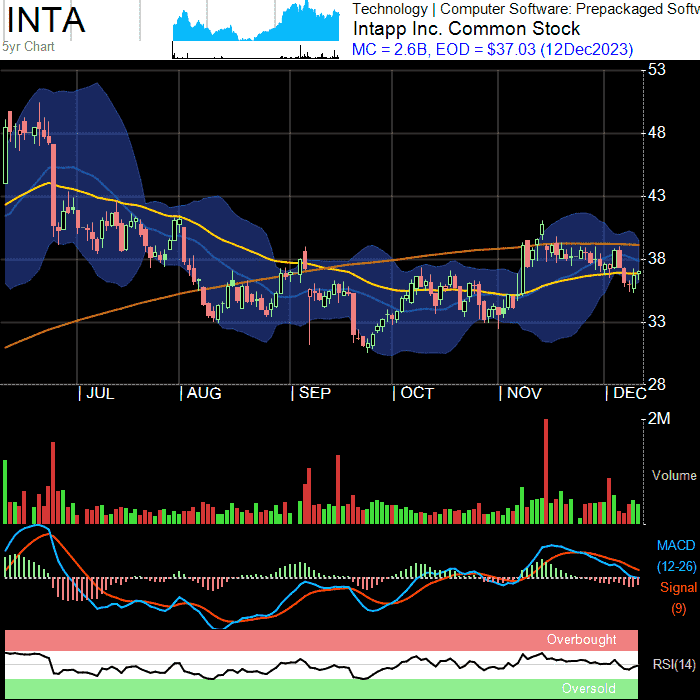 INTA
5yr Chart
Technology | Computer Software: Prepackaged Softw
Intapp Inc. Common Stock
MC = 2.6B, EOD = $37.03 (12Dec2023)
53
48
43
38
33
28
| JUL | AUG | SEP | OCT | NOV | DEC
2M
Volume
MACD
(12-26)
Signal
(9)
Overbought
RSI(14)
Oversold